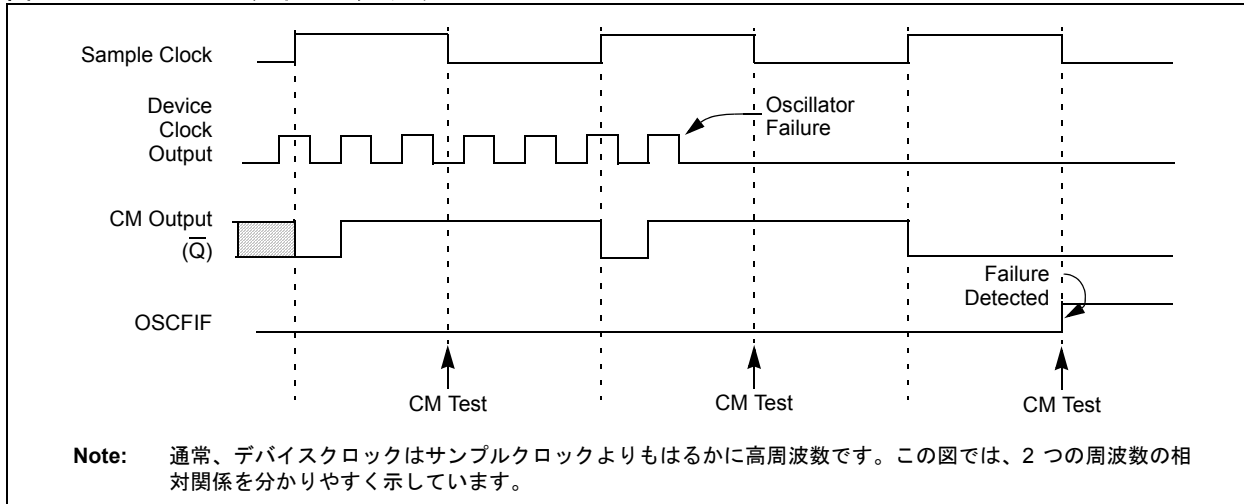 Sample Clock
Device
Clock
Output
Oscillator
Failure
CM Output
(Q̅)
Failure
Detected
OSCFIF
CM Test
CM Test
CM Test
Note: 通常、デバイスクロックはサンプルクロックよりもはるかに高周波数です。この図では、2 つの周波数の相
対関係を分かりやすく示しています。